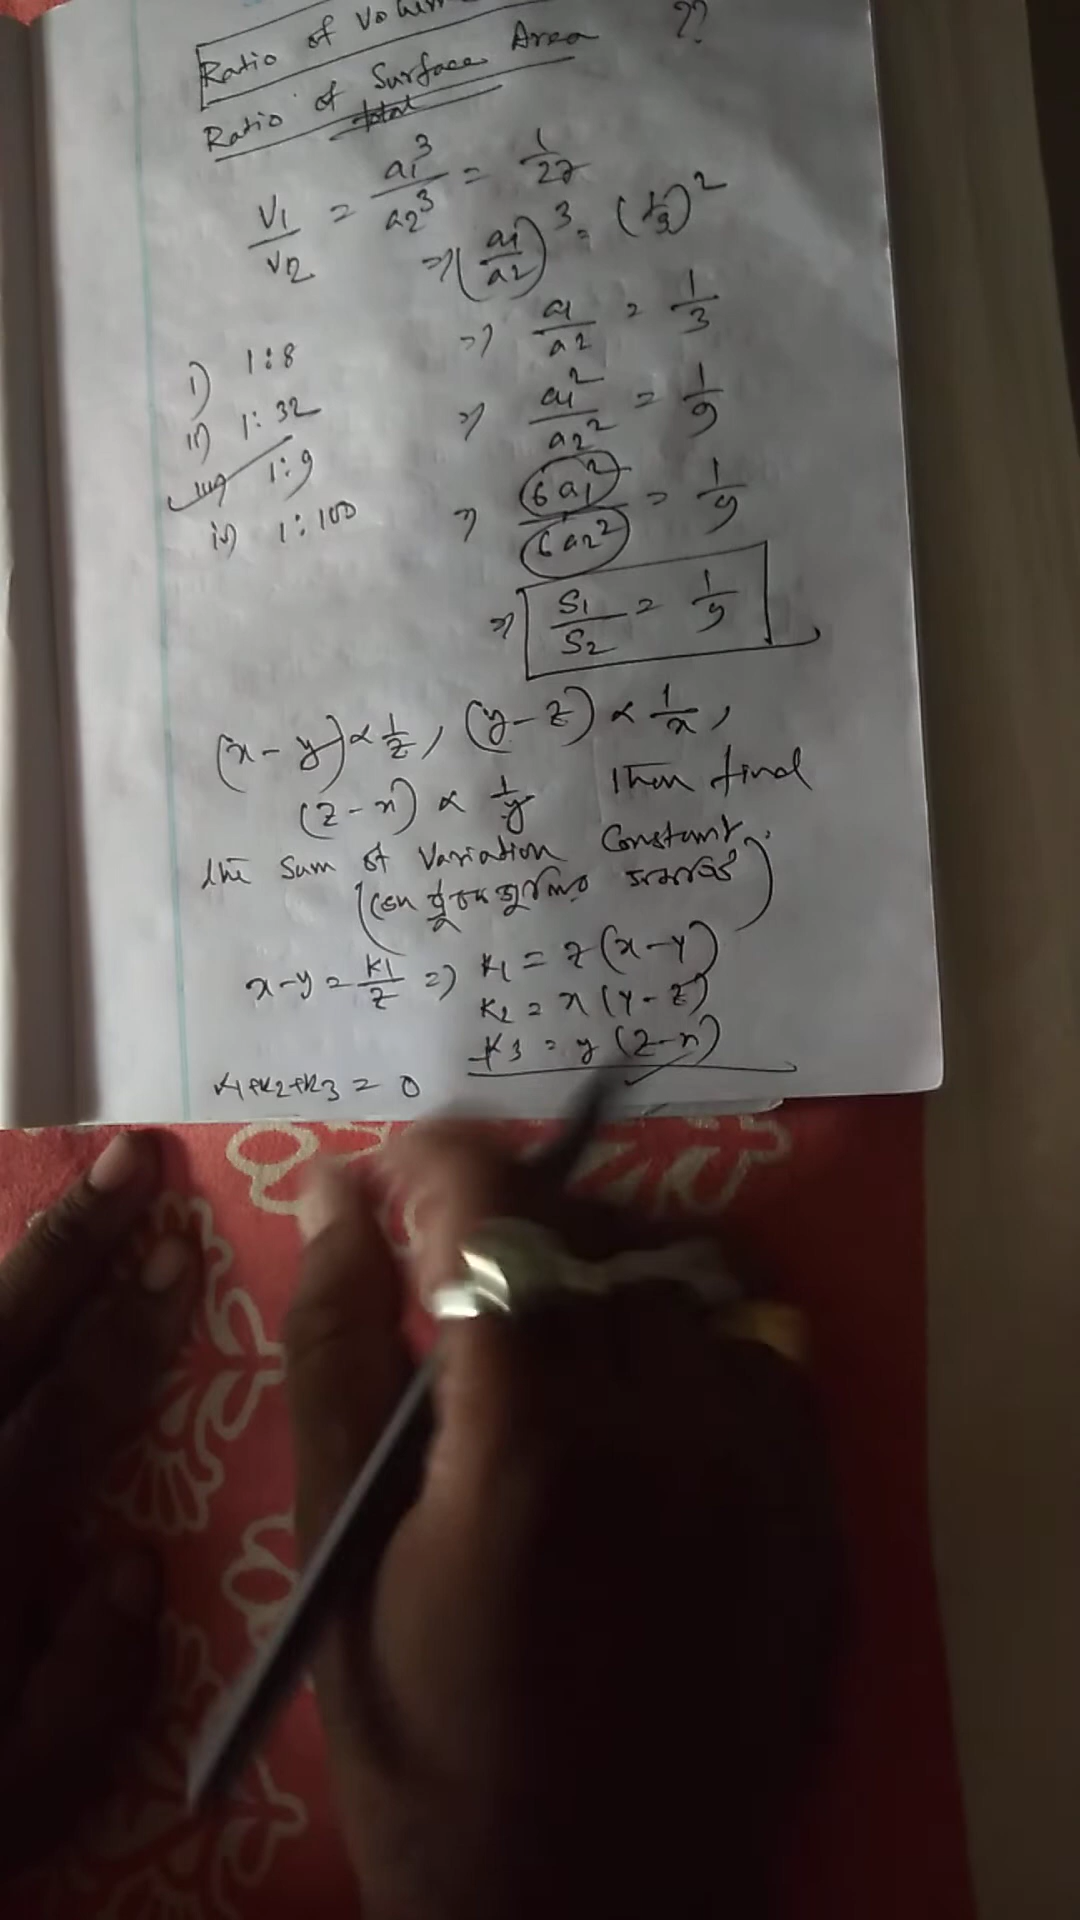 Ratio of Volum
Ratio of Surface Area ??
total
V1/V2 = a1³/a2³ = 1/27
=> (a1/a2)³ = (1/3)²
=> a1/a2 = 1/3
i) 1:8
=> a1²/a2² = 1/9
ii) 1:32
iii) 1:9
=> 6a1²/6a2² = 1/9
iv) 1:100
=> S1/S2 = 1/9
(x-y) ∝ 1/z, (y-z) ∝ 1/x,
(z-x) ∝ 1/y Then find
the Sum of Variation Constant.
x-y = K1/z => K1 = z(x-y)
K2 = x(y-z)
K3 = y(z-x)
K1+K2+K3 = 0